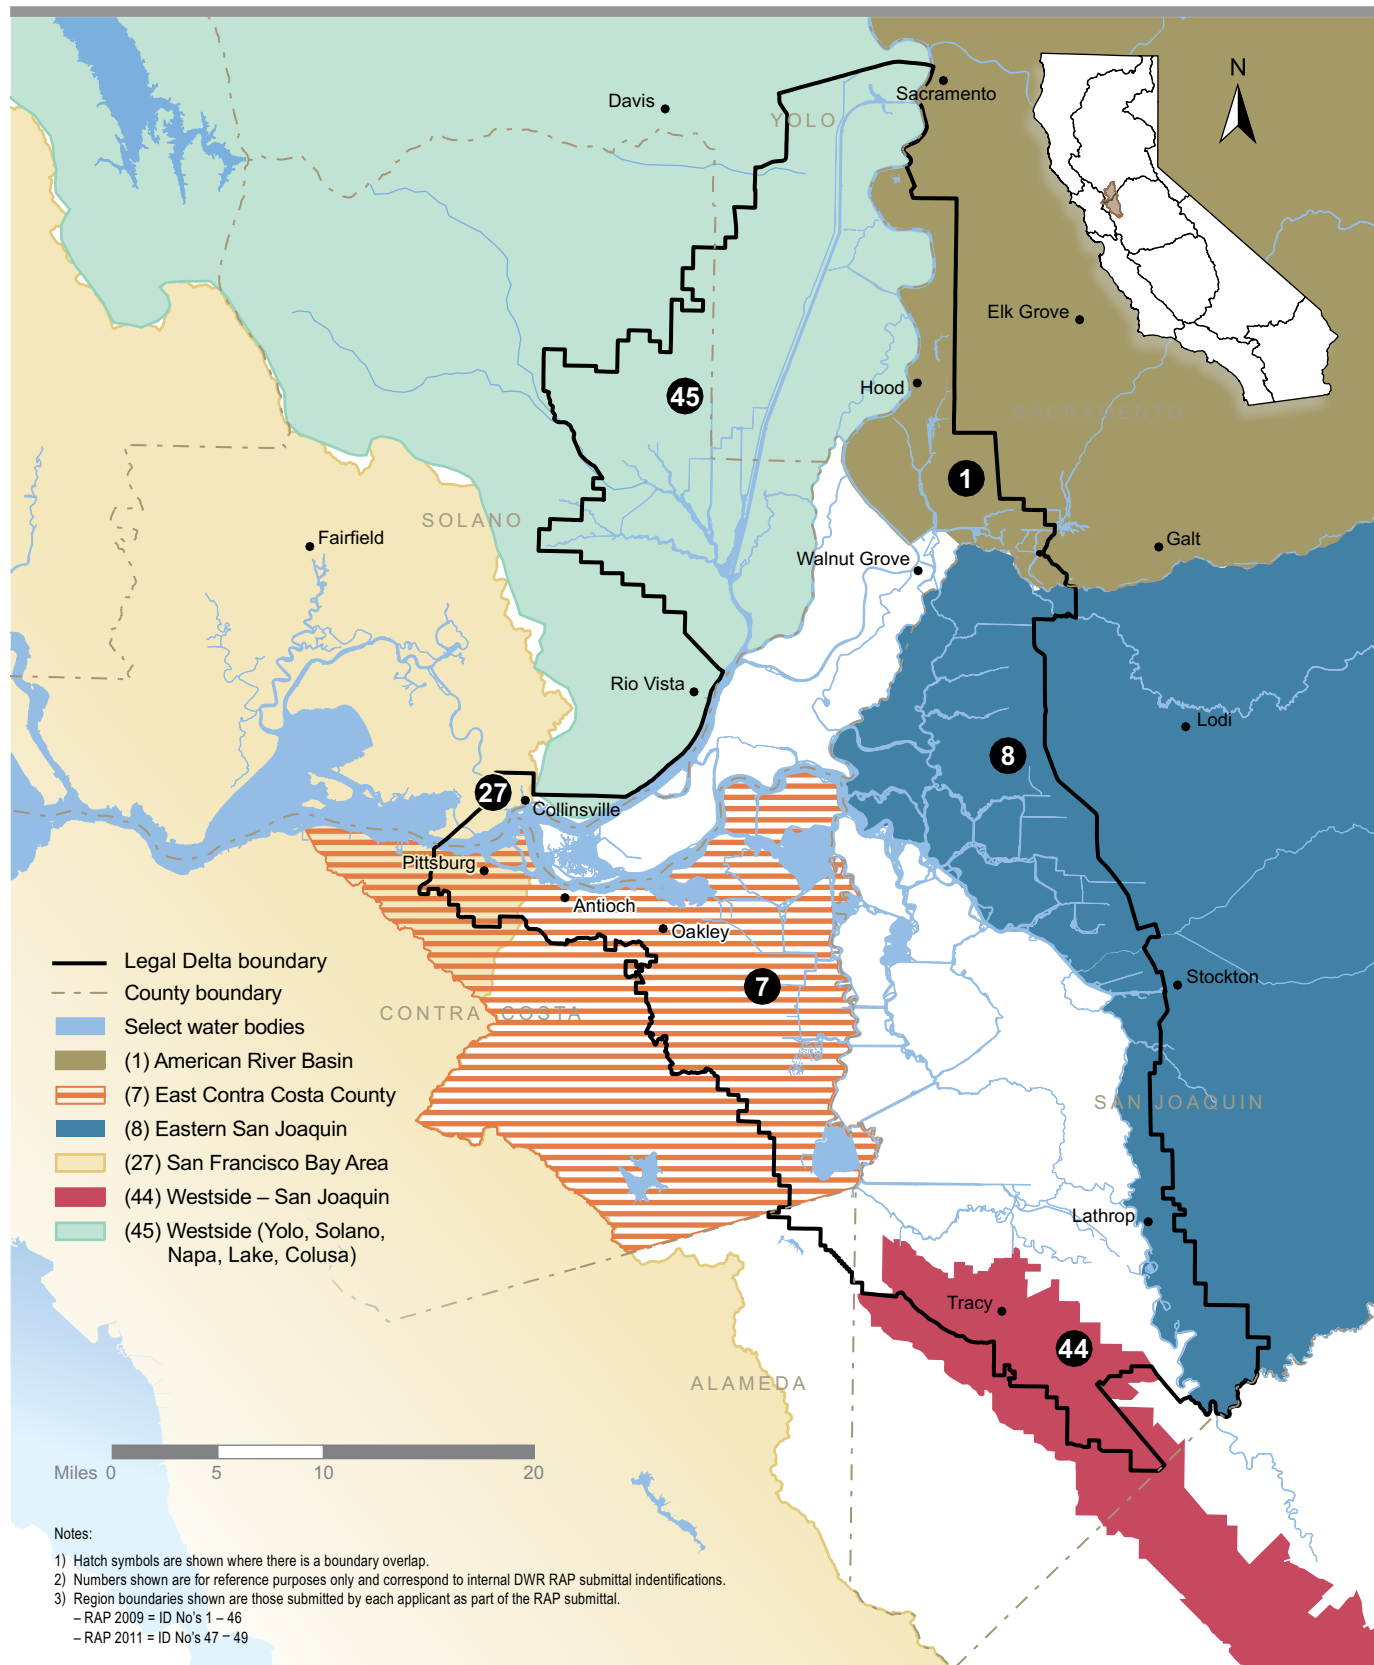 N
Sacramento
Davis
YOLO
Elk Grove
Hood
45
SACRAMENTO
1
SOLANO
Fairfield
Galt
Walnut Grove
Rio Vista
Lodi
8
27
Collinsville
Pittsburg
Antioch
Oakley
Stockton
7
CONTRA COSTA
SAN JOAQUIN
Lathrop
Tracy
44
ALAMEDA
Legal Delta boundary
County boundary
Select water bodies
(1) American River Basin
(7) East Contra Costa County
(8) Eastern San Joaquin
(27) San Francisco Bay Area
(44) Westside – San Joaquin
(45) Westside (Yolo, Solano,
Napa, Lake, Colusa)
Miles 0 5 10 20
Notes:
1) Hatch symbols are shown where there is a boundary overlap.
2) Numbers shown are for reference purposes only and correspond to internal DWR RAP submittal indentifications.
3) Region boundaries shown are those submitted by each applicant as part of the RAP submittal.
– RAP 2009 = ID No's 1 – 46
– RAP 2011 = ID No's 47 – 49